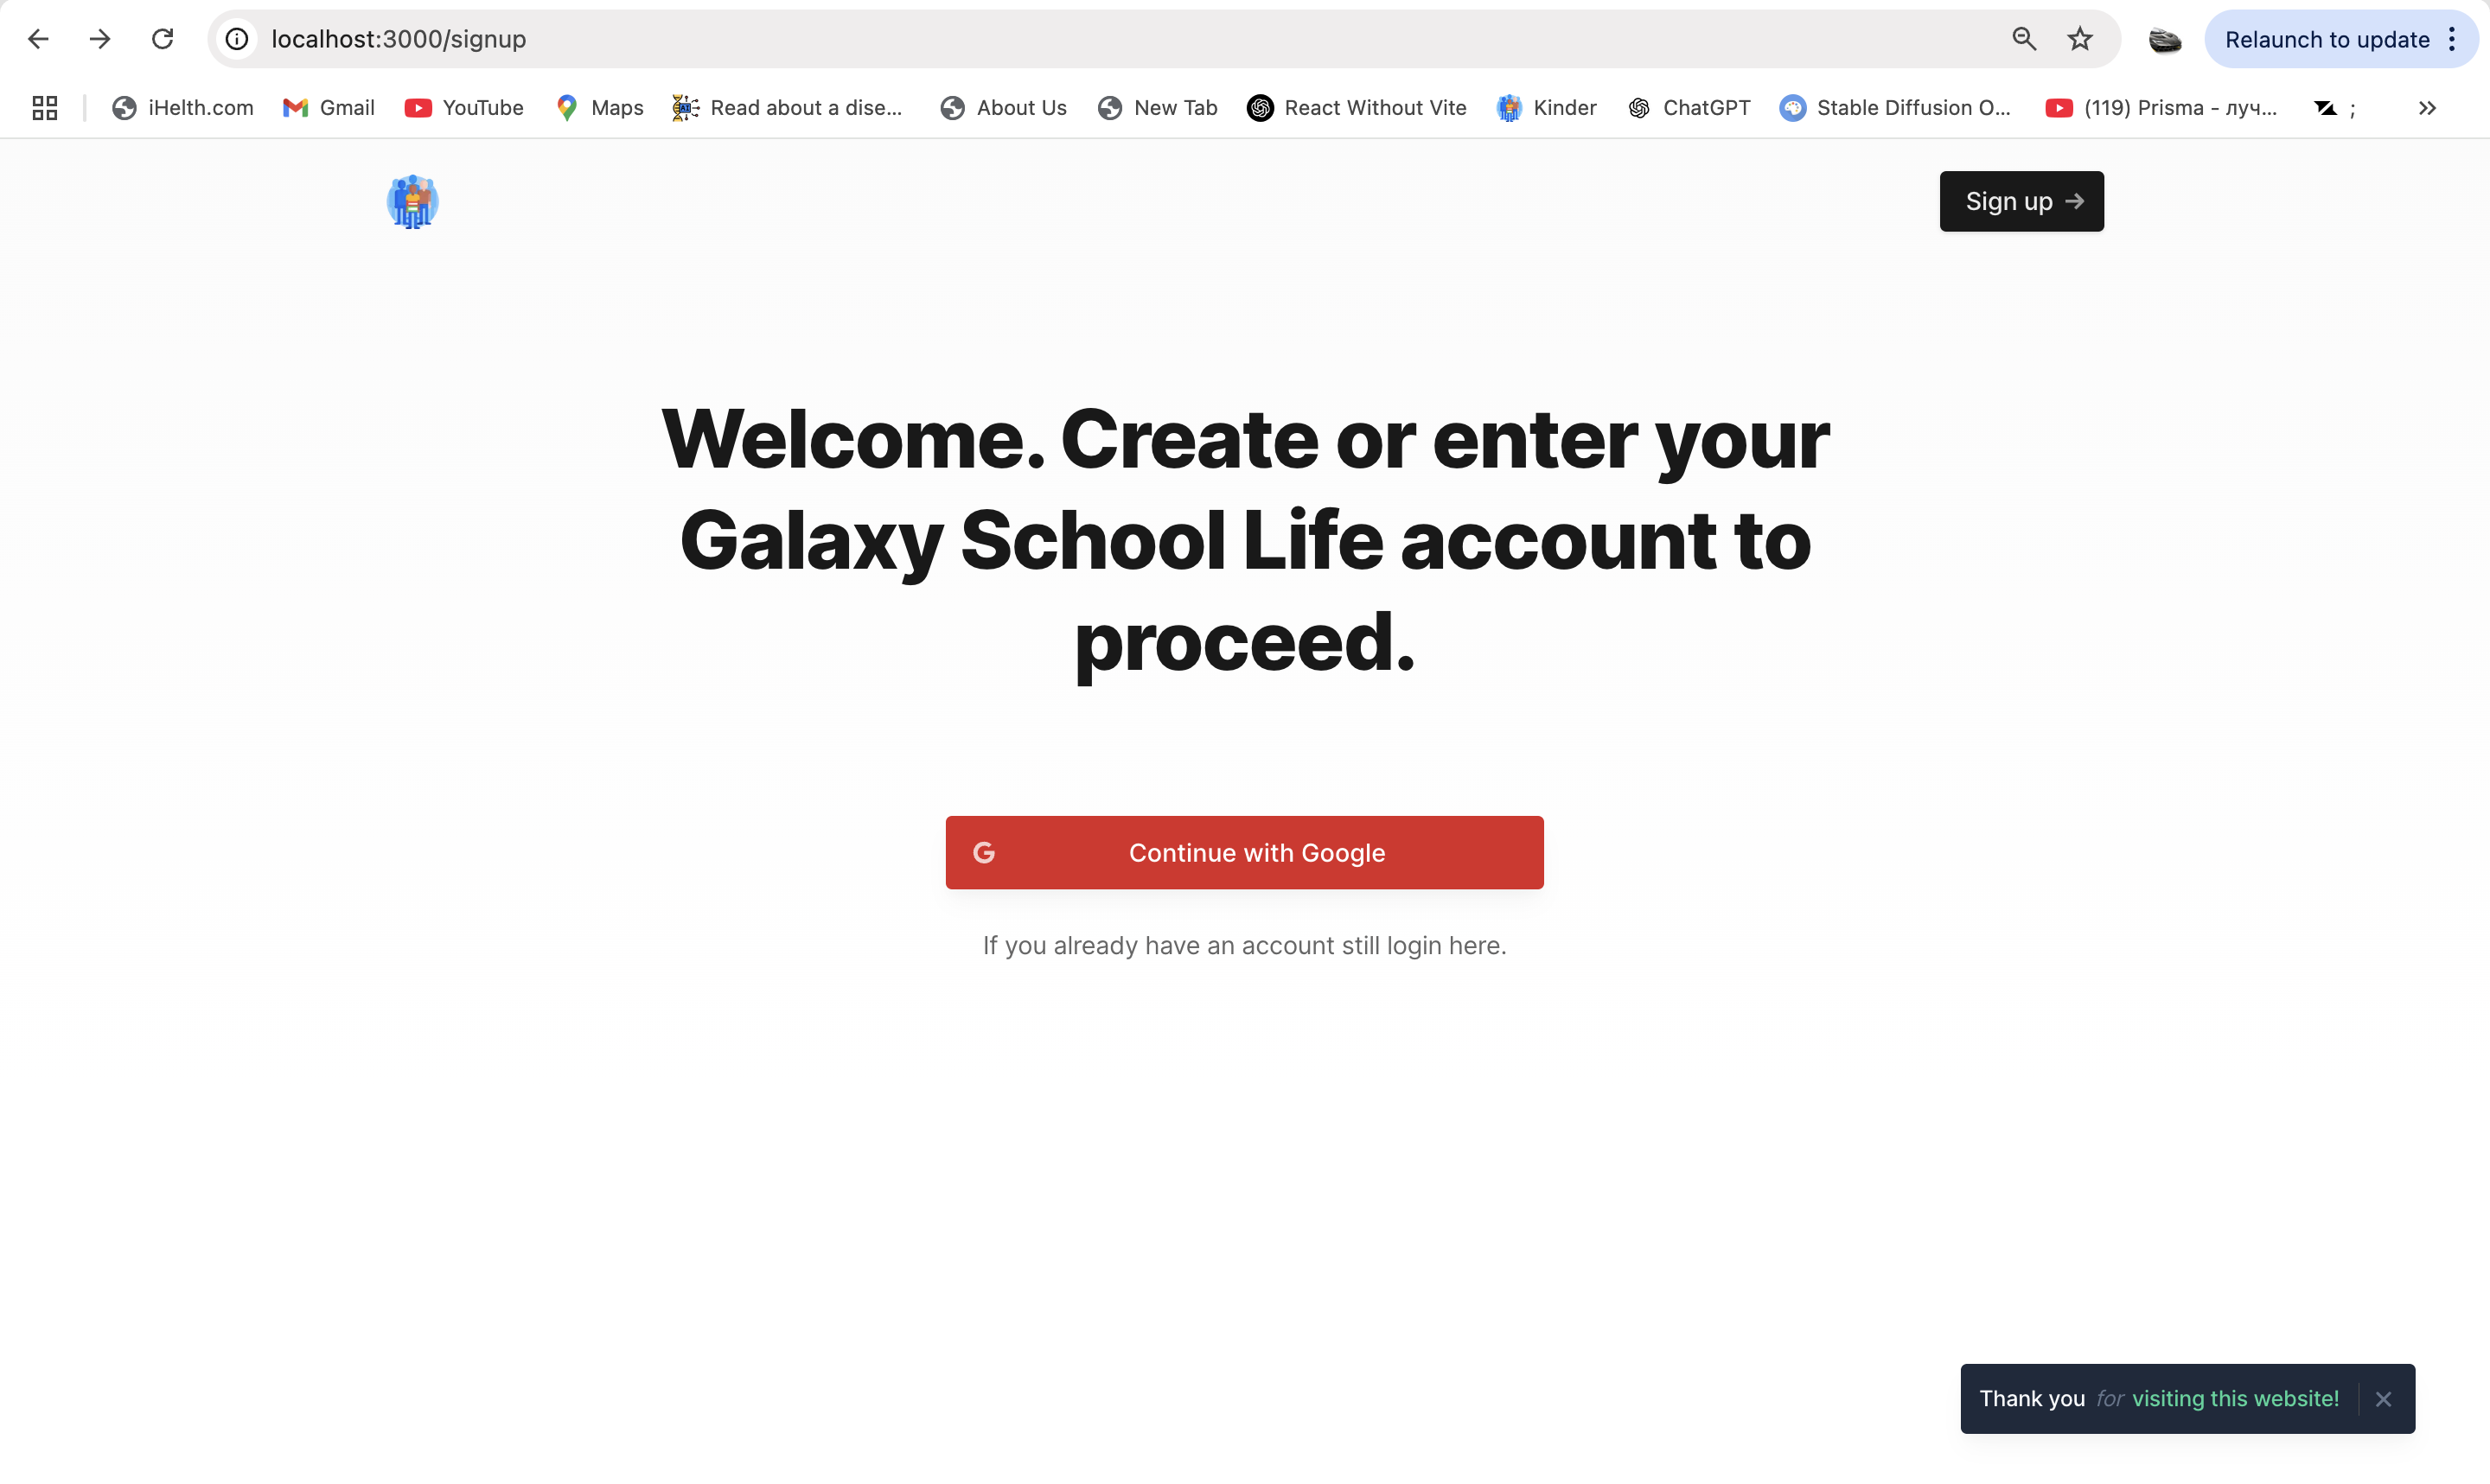 localhost:3000/signup
Relaunch to update
iHelth.com Gmail YouTube Maps Read about a dise... About Us New Tab React Without Vite Kinder ChatGPT Stable Diffusion O... (119) Prisma - луч... ;
Sign up →
Welcome. Create or enter your
Galaxy School Life account to
proceed.
G Continue with Google
If you already have an account still login here.
Thank you for visiting this website!